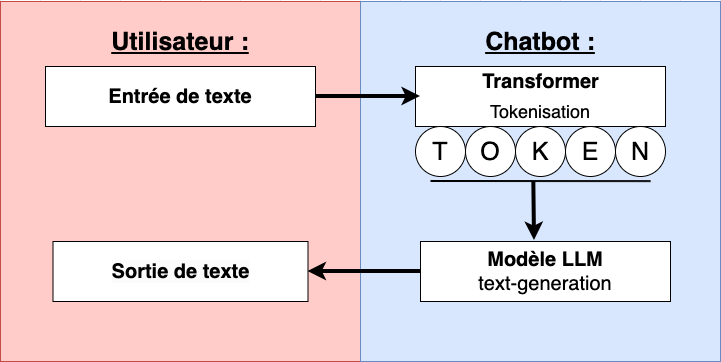 Utilisateur :
Chatbot :
Entrée de texte
Transformer
Tokenisation
T O K E N
Sortie de texte
Modèle LLM
text-generation